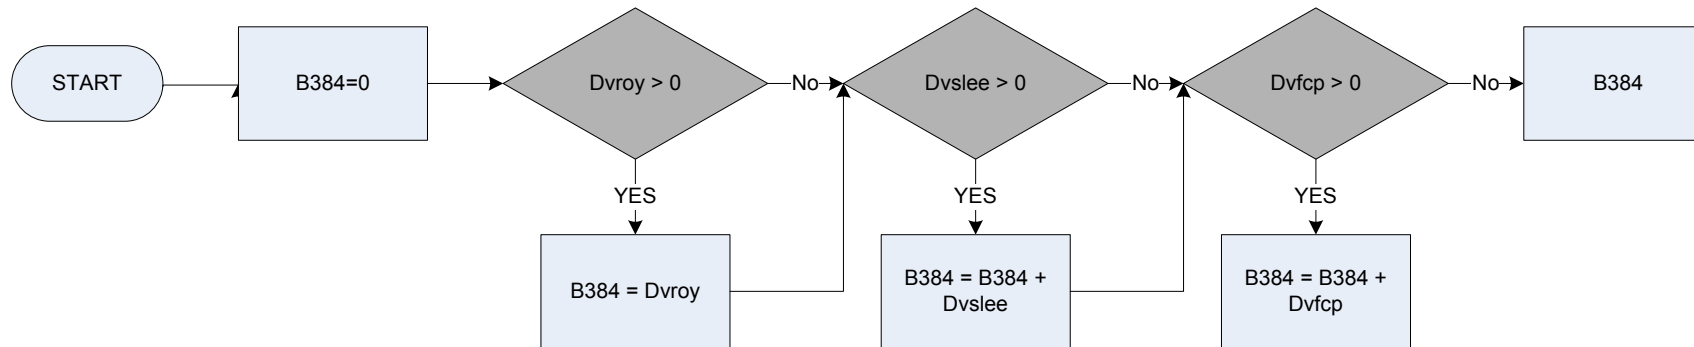 START
B384=0
Dvroy > 0
No
Dvslee > 0
No
Dvfcp > 0
No
B384
YES
YES
YES
B384 = Dvroy
B384 = B384 +
Dvslee
B384 = B384 +
Dvfcp